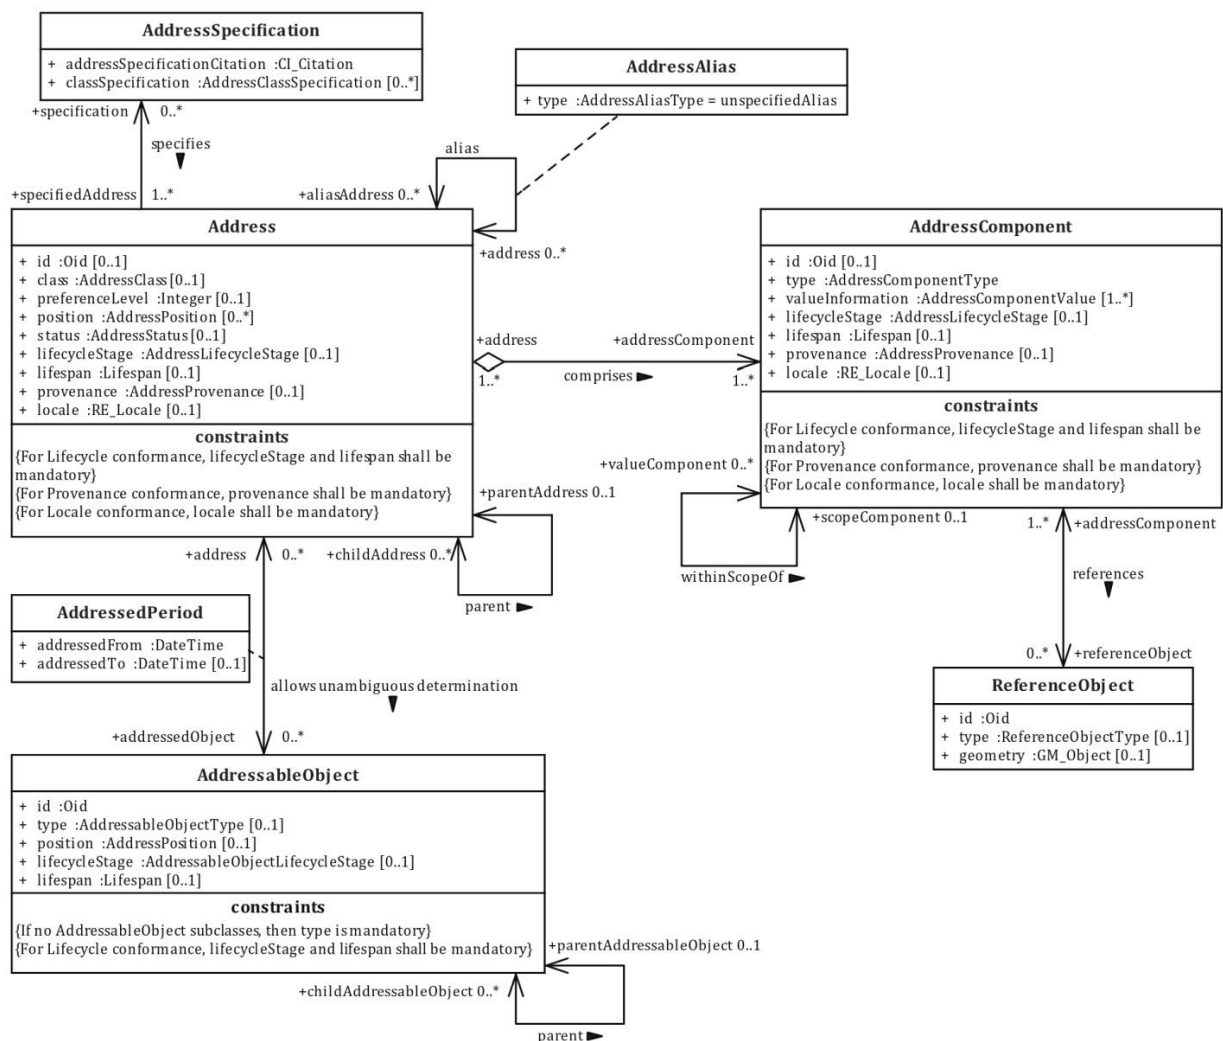 AddressSpecification
+ addressSpecificationCitation :CI_Citation
+ classSpecification :AddressClassSpecification [0..*]
+specification 0..*
specifies
+specifiedAddress 1..*
AddressAlias
+ type :AddressAliasType = unspecifiedAlias
alias
+aliasAddress 0..*
+address 0..*
Address
+ id :Oid [0..1]
+ class :AddressClass [0..1]
+ preferenceLevel :Integer [0..1]
+ position :AddressPosition [0..*]
+ status :AddressStatus [0..1]
+ lifecycleStage :AddressLifecycleStage [0..1]
+ lifespan :Lifespan [0..1]
+ provenance :AddressProvenance [0..1]
+ locale :RE_Locale [0..1]
constraints
{For Lifecycle conformance, lifecycleStage and lifespan shall be
mandatory}
{For Provenance conformance, provenance shall be mandatory}
{For Locale conformance, locale shall be mandatory}
+address
1..*
comprises
+addressComponent
1..*
AddressComponent
+ id :Oid [0..1]
+ type :AddressComponentType
+ valueInformation :AddressComponentValue [1..*]
+ lifecycleStage :AddressLifecycleStage [0..1]
+ lifespan :Lifespan [0..1]
+ provenance :AddressProvenance [0..1]
+ locale :RE_Locale [0..1]
constraints
{For Lifecycle conformance, lifecycleStage and lifespan shall be
mandatory}
{For Provenance conformance, provenance shall be mandatory}
{For Locale conformance, locale shall be mandatory}
+valueComponent 0..*
+scopeComponent 0..1
withinScopeOf
+parentAddress 0..1
+childAddress 0..*
parent
1..* +addressComponent
references
0..* +referenceObject
ReferenceObject
+ id :Oid
+ type :ReferenceObjectType [0..1]
+ geometry :GM_Object [0..1]
+address 0..*
AddressedPeriod
+ addressedFrom :DateTime
+ addressedTo :DateTime [0..1]
allows unambiguous determination
+addressedObject 0..*
AddressableObject
+ id :Oid
+ type :AddressableObjectType [0..1]
+ position :AddressPosition [0..1]
+ lifecycleStage :AddressableObjectLifecycleStage [0..1]
+ lifespan :Lifespan [0..1]
constraints
{If no AddressableObject subclasses, then type is mandatory}
{For Lifecycle conformance, lifecycleStage and lifespan shall be mandatory}
+parentAddressableObject 0..1
+childAddressableObject 0..*
parent